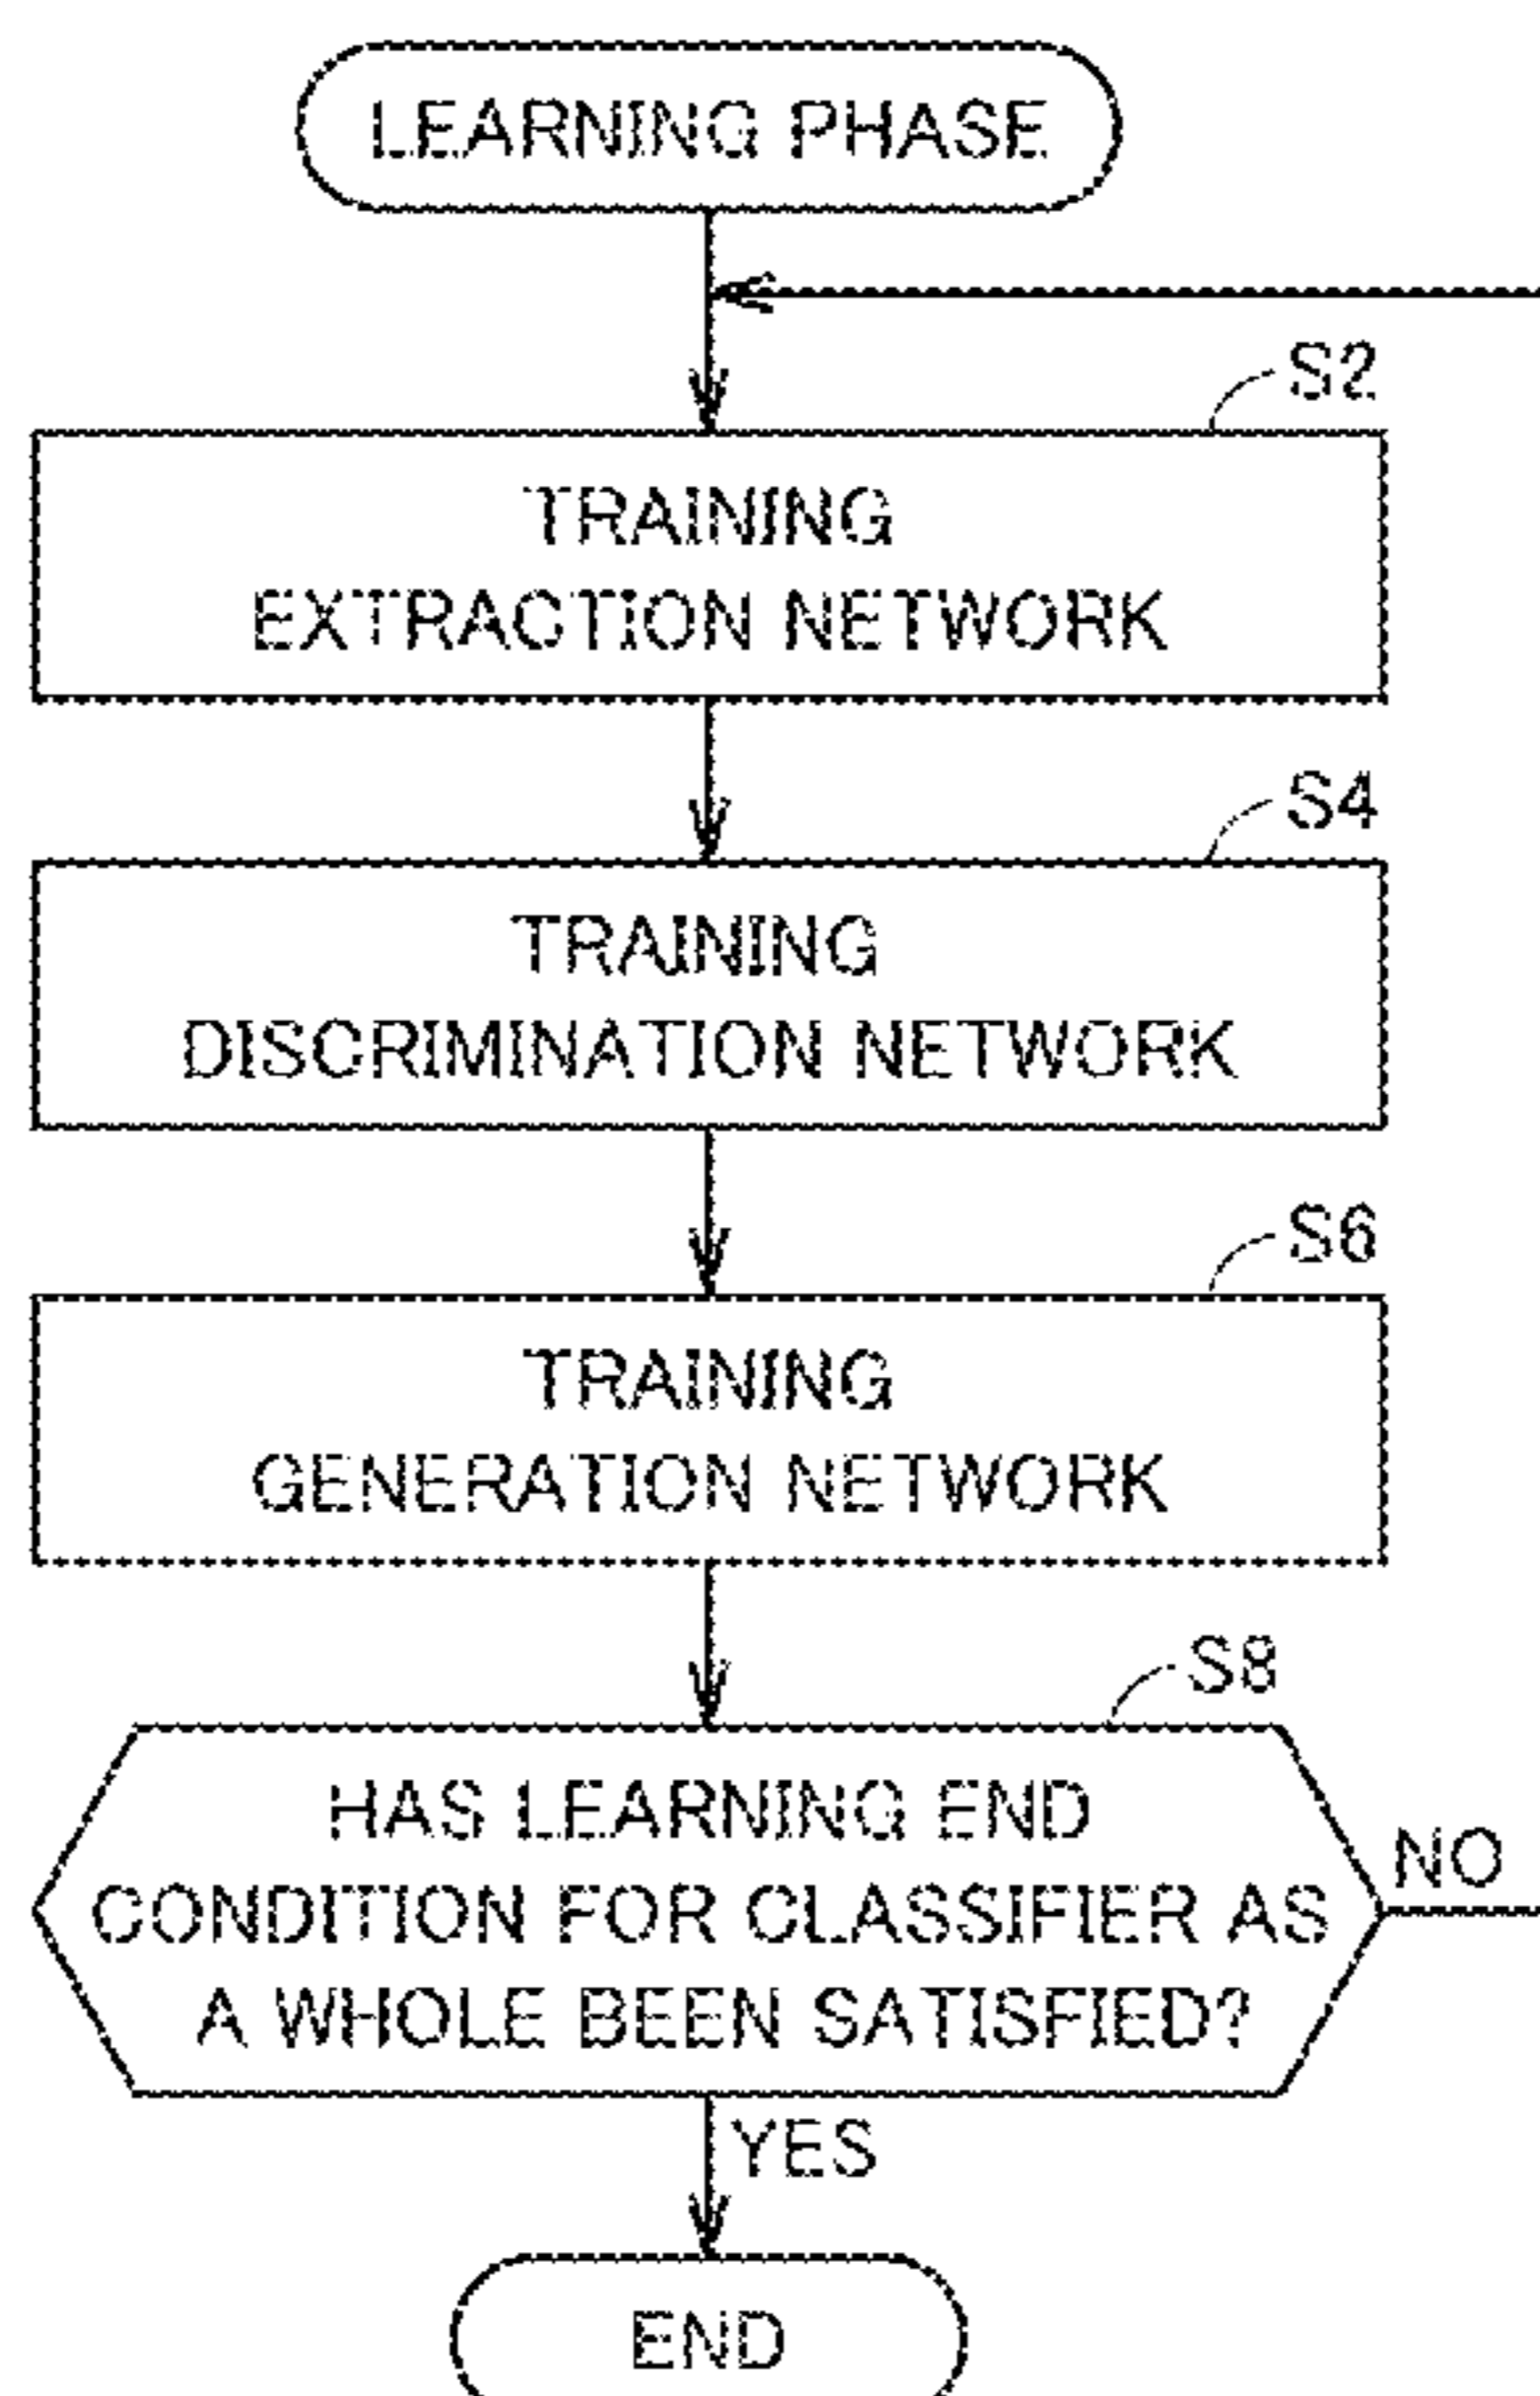 LEARNING PHASE
S2
TRAINING
EXTRACTION NETWORK
S4
TRAINING
DISCRIMINATION NETWORK
S6
TRAINING
GENERATION NETWORK
S8
HAS LEARNING END
CONDITION FOR CLASSIFIER AS
A WHOLE BEEN SATISFIED?
NO
YES
END